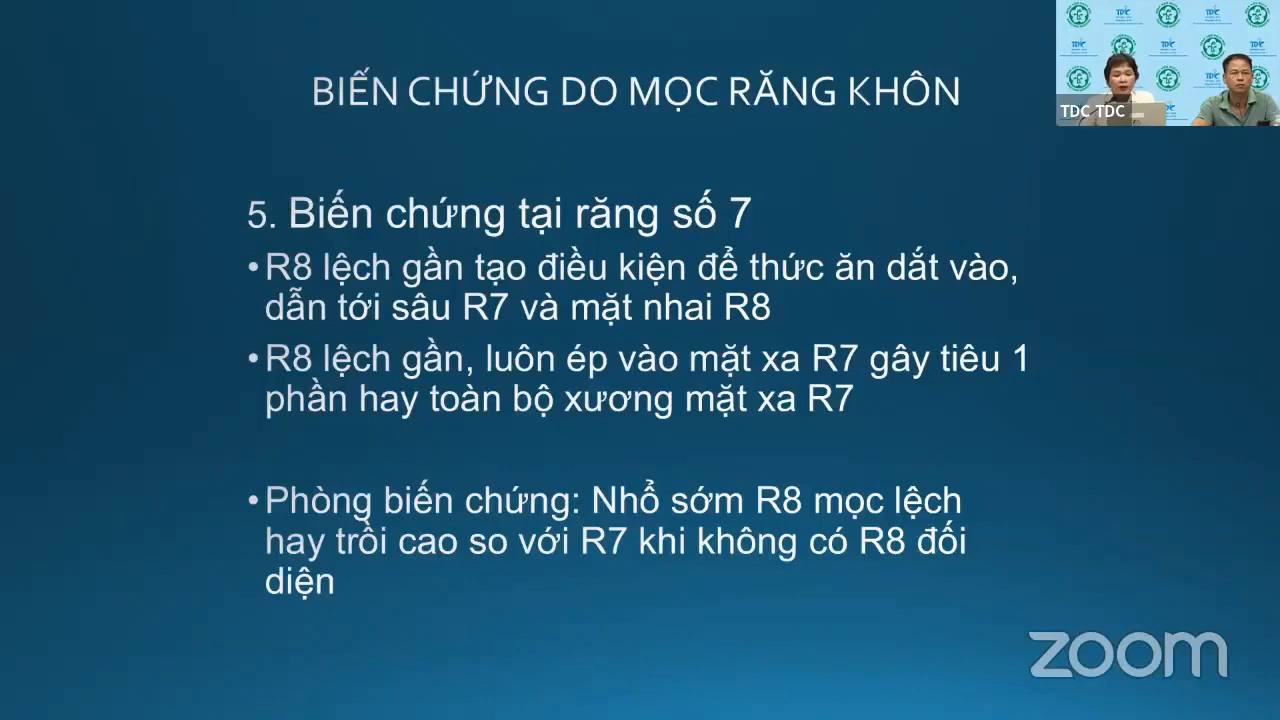 BIẾN CHỨNG DO MỌC RĂNG KHÔN
TDC TDC
5. Biến chứng tại răng số 7
•R8 lệch gần tạo điều kiện để thức ăn dắt vào,
dẫn tới sâu R7 và mặt nhai R8
•R8 lệch gần, luôn ép vào mặt xa R7 gây tiêu 1
phần hay toàn bộ xương mặt xa R7
•Phòng biến chứng: Nhổ sớm R8 mọc lệch
hay trồi cao so với R7 khi không có R8 đối
diện
zoom